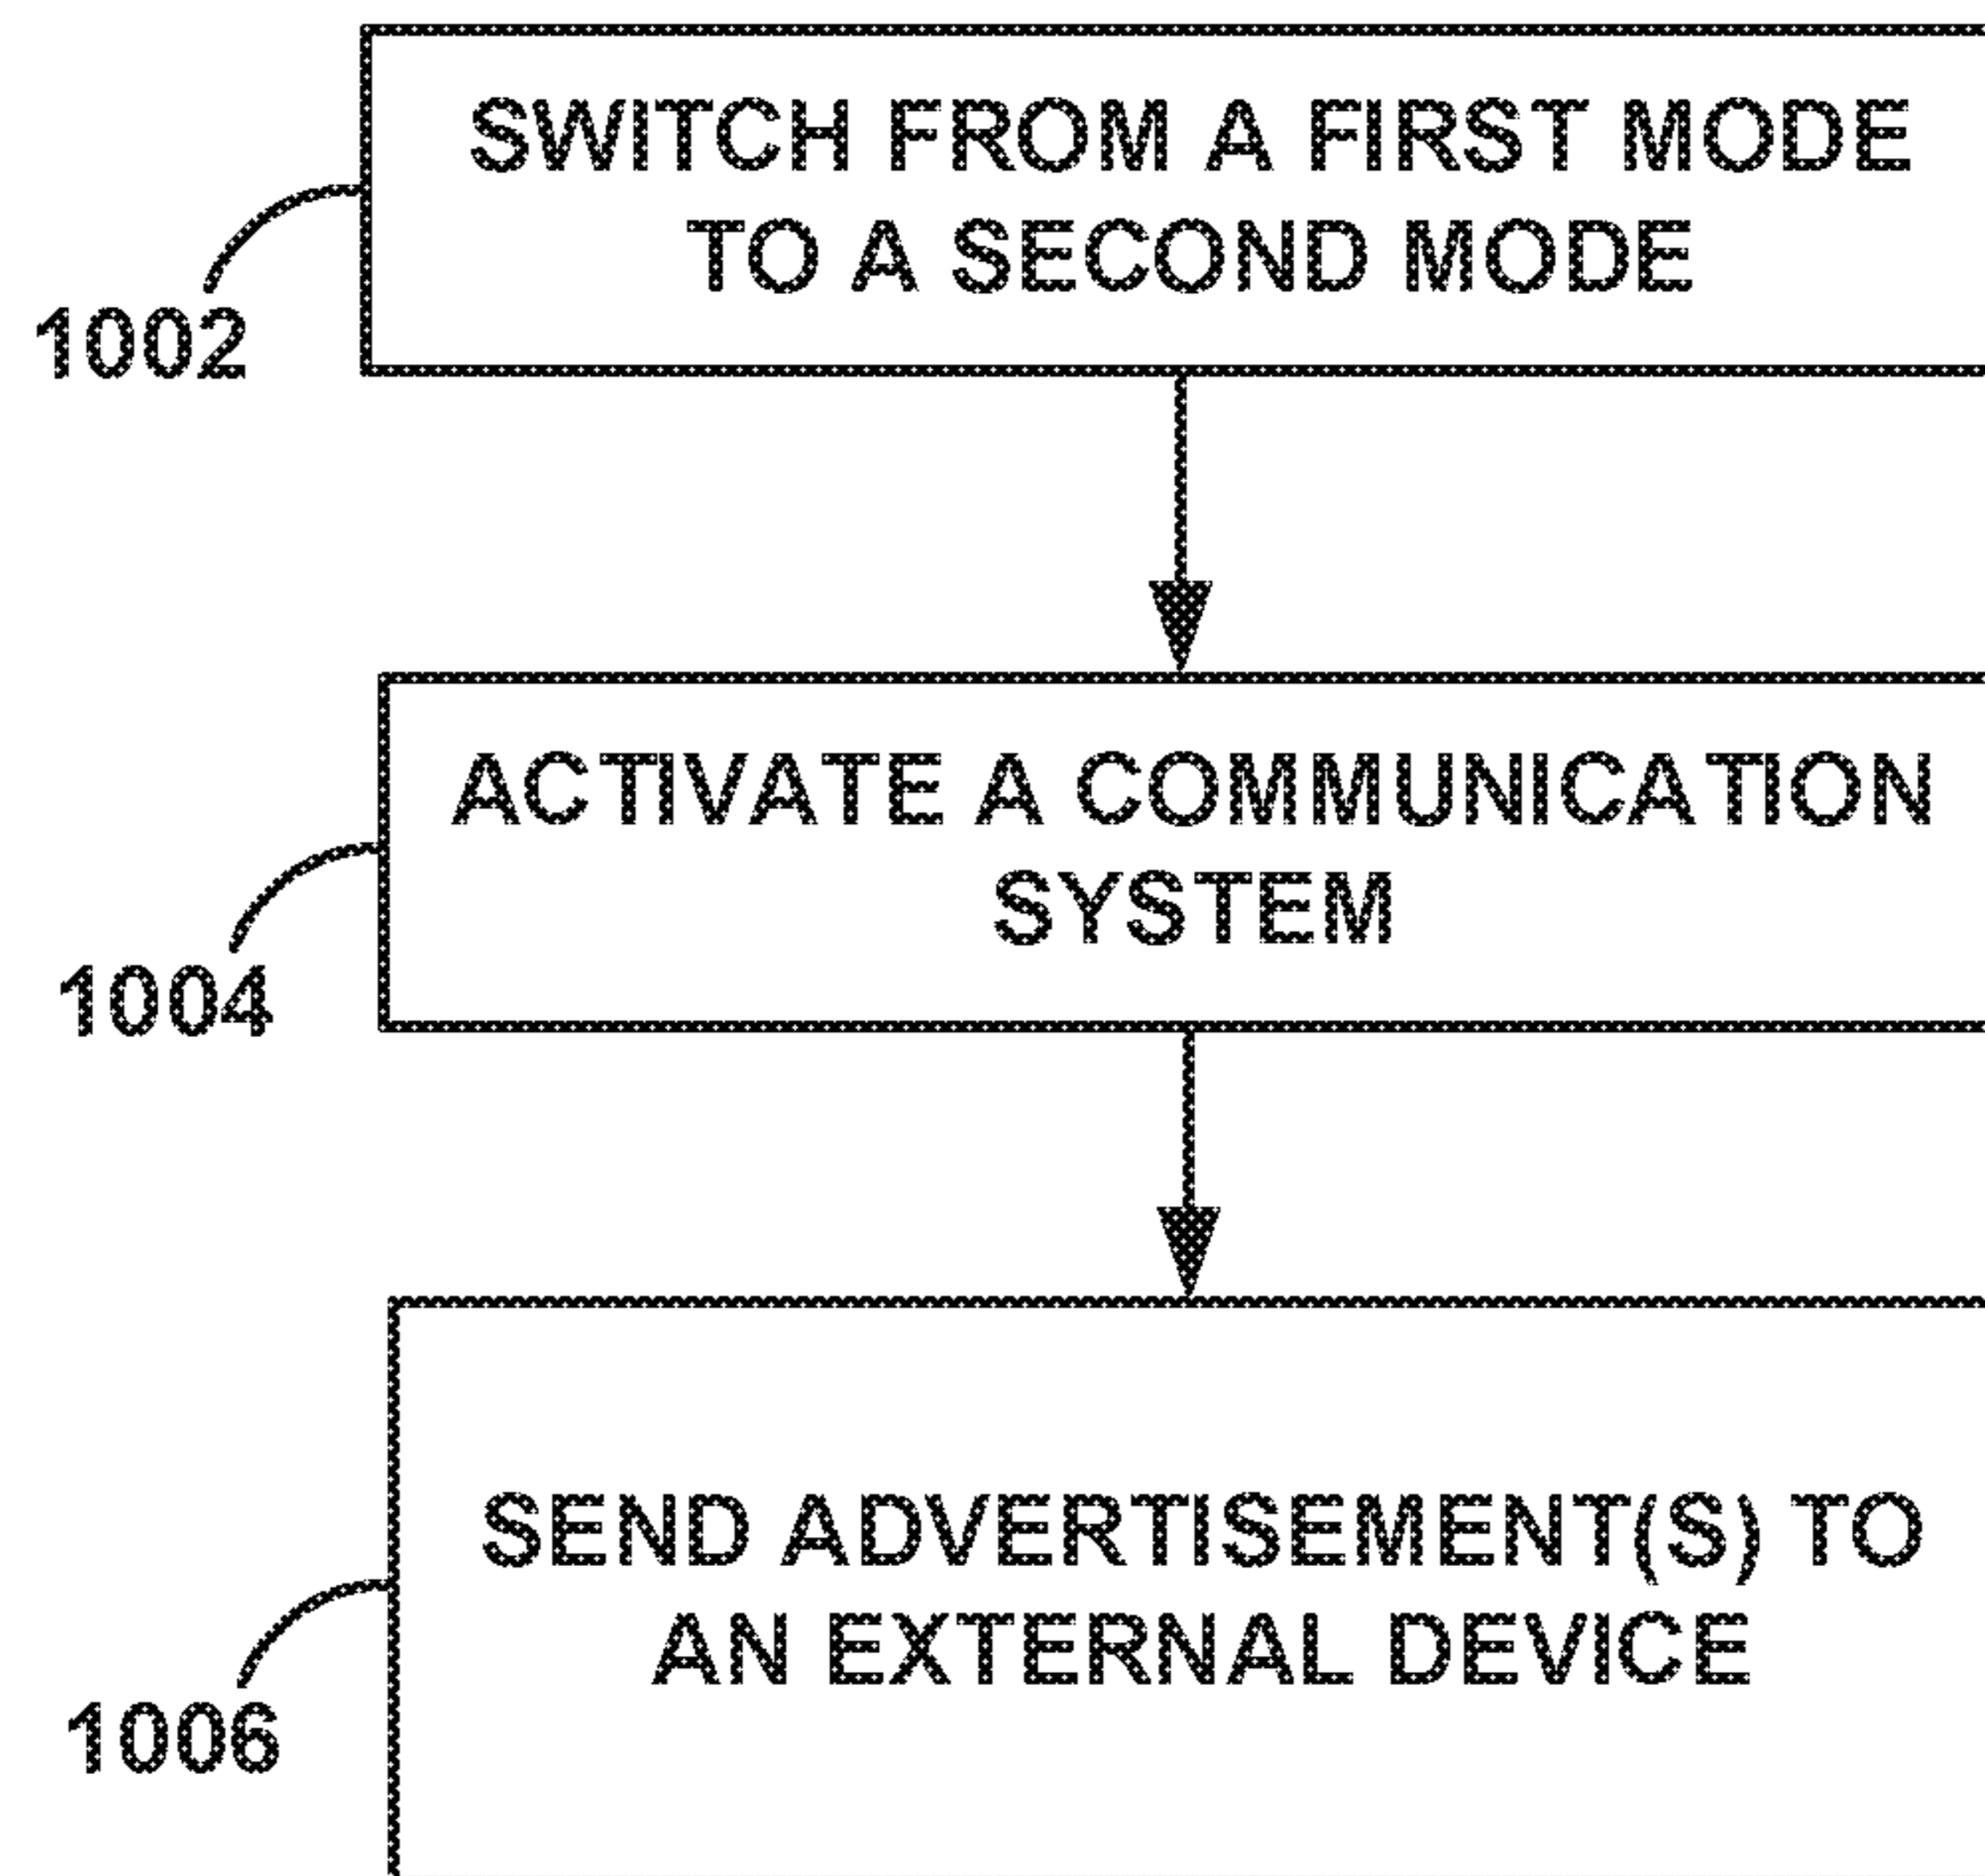 SWITCH FROM A FIRST MODE
TO A SECOND MODE
1002
ACTIVATE A COMMUNICATION
SYSTEM
1004
SEND ADVERTISEMENT(S) TO
AN EXTERNAL DEVICE
1006